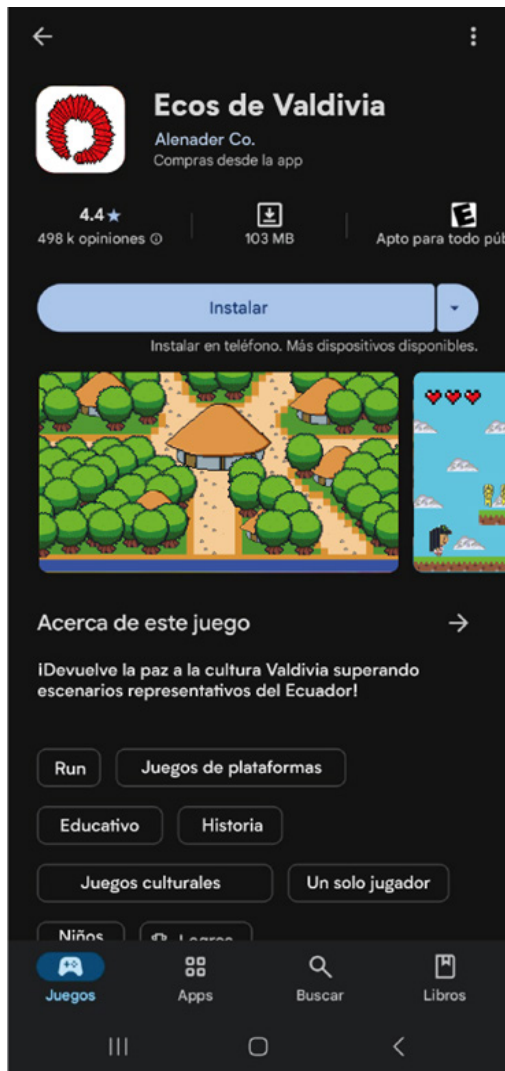 Ecos de Valdivia
Alenader Co.
Compras desde la app
4.4★
498 k opiniones
103 MB
E
Apto para todo púb
Instalar
Instalar en teléfono. Más dispositivos disponibles.
Acerca de este juego
¡Devuelve la paz a la cultura Valdivia superando
escenarios representativos del Ecuador!
Run
Juegos de plataformas
Educativo
Historia
Juegos culturales
Un solo jugador
Niños
Logros
Juegos
Apps
Buscar
Libros